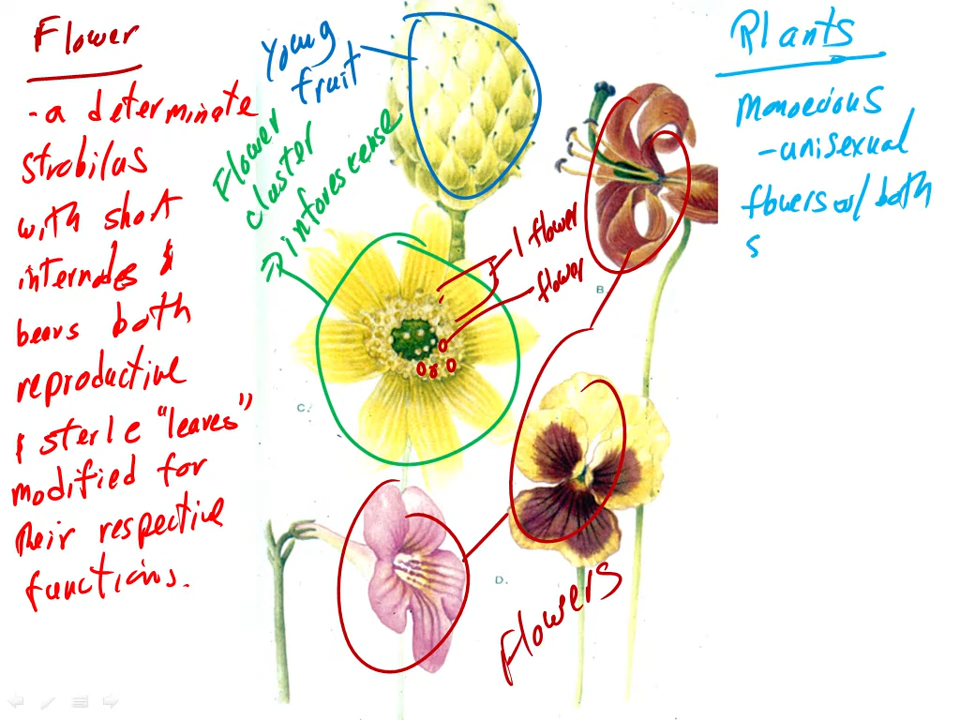 Flower
- a determinate
strobilus
with short
internodes &
bears both
reproductive
& sterle "leaves"
modified for
their respective
functions.
Young
fruit
Flower
cluster
inflorescense
1 flower
flower
B
C.
D.
Flowers
Plants
Monoecious
-unisexual
flowers w/ both
s